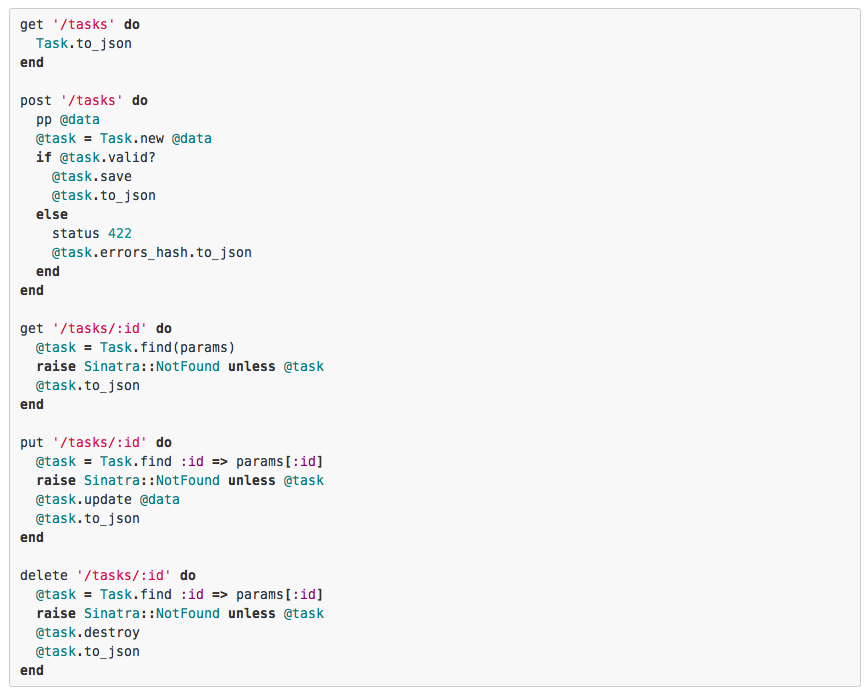 get '/tasks' do
  Task.to_json
end

post '/tasks' do
  pp @data
  @task = Task.new @data
  if @task.valid?
    @task.save
    @task.to_json
  else
    status 422
    @task.errors_hash.to_json
  end
end

get '/tasks/:id' do
  @task = Task.find(params)
  raise Sinatra::NotFound unless @task
  @task.to_json
end

put '/tasks/:id' do
  @task = Task.find :id => params[:id]
  raise Sinatra::NotFound unless @task
  @task.update @data
  @task.to_json
end

delete '/tasks/:id' do
  @task = Task.find :id => params[:id]
  raise Sinatra::NotFound unless @task
  @task.destroy
  @task.to_json
end